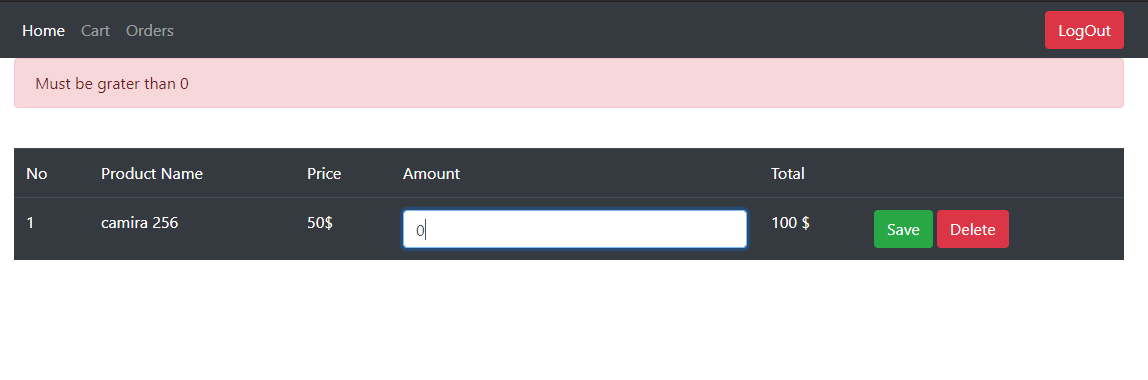 Home Cart Orders LogOut
Must be grater than 0
No Product Name Price Amount Total
1 camira 256 50$ 0 100 $ Save Delete